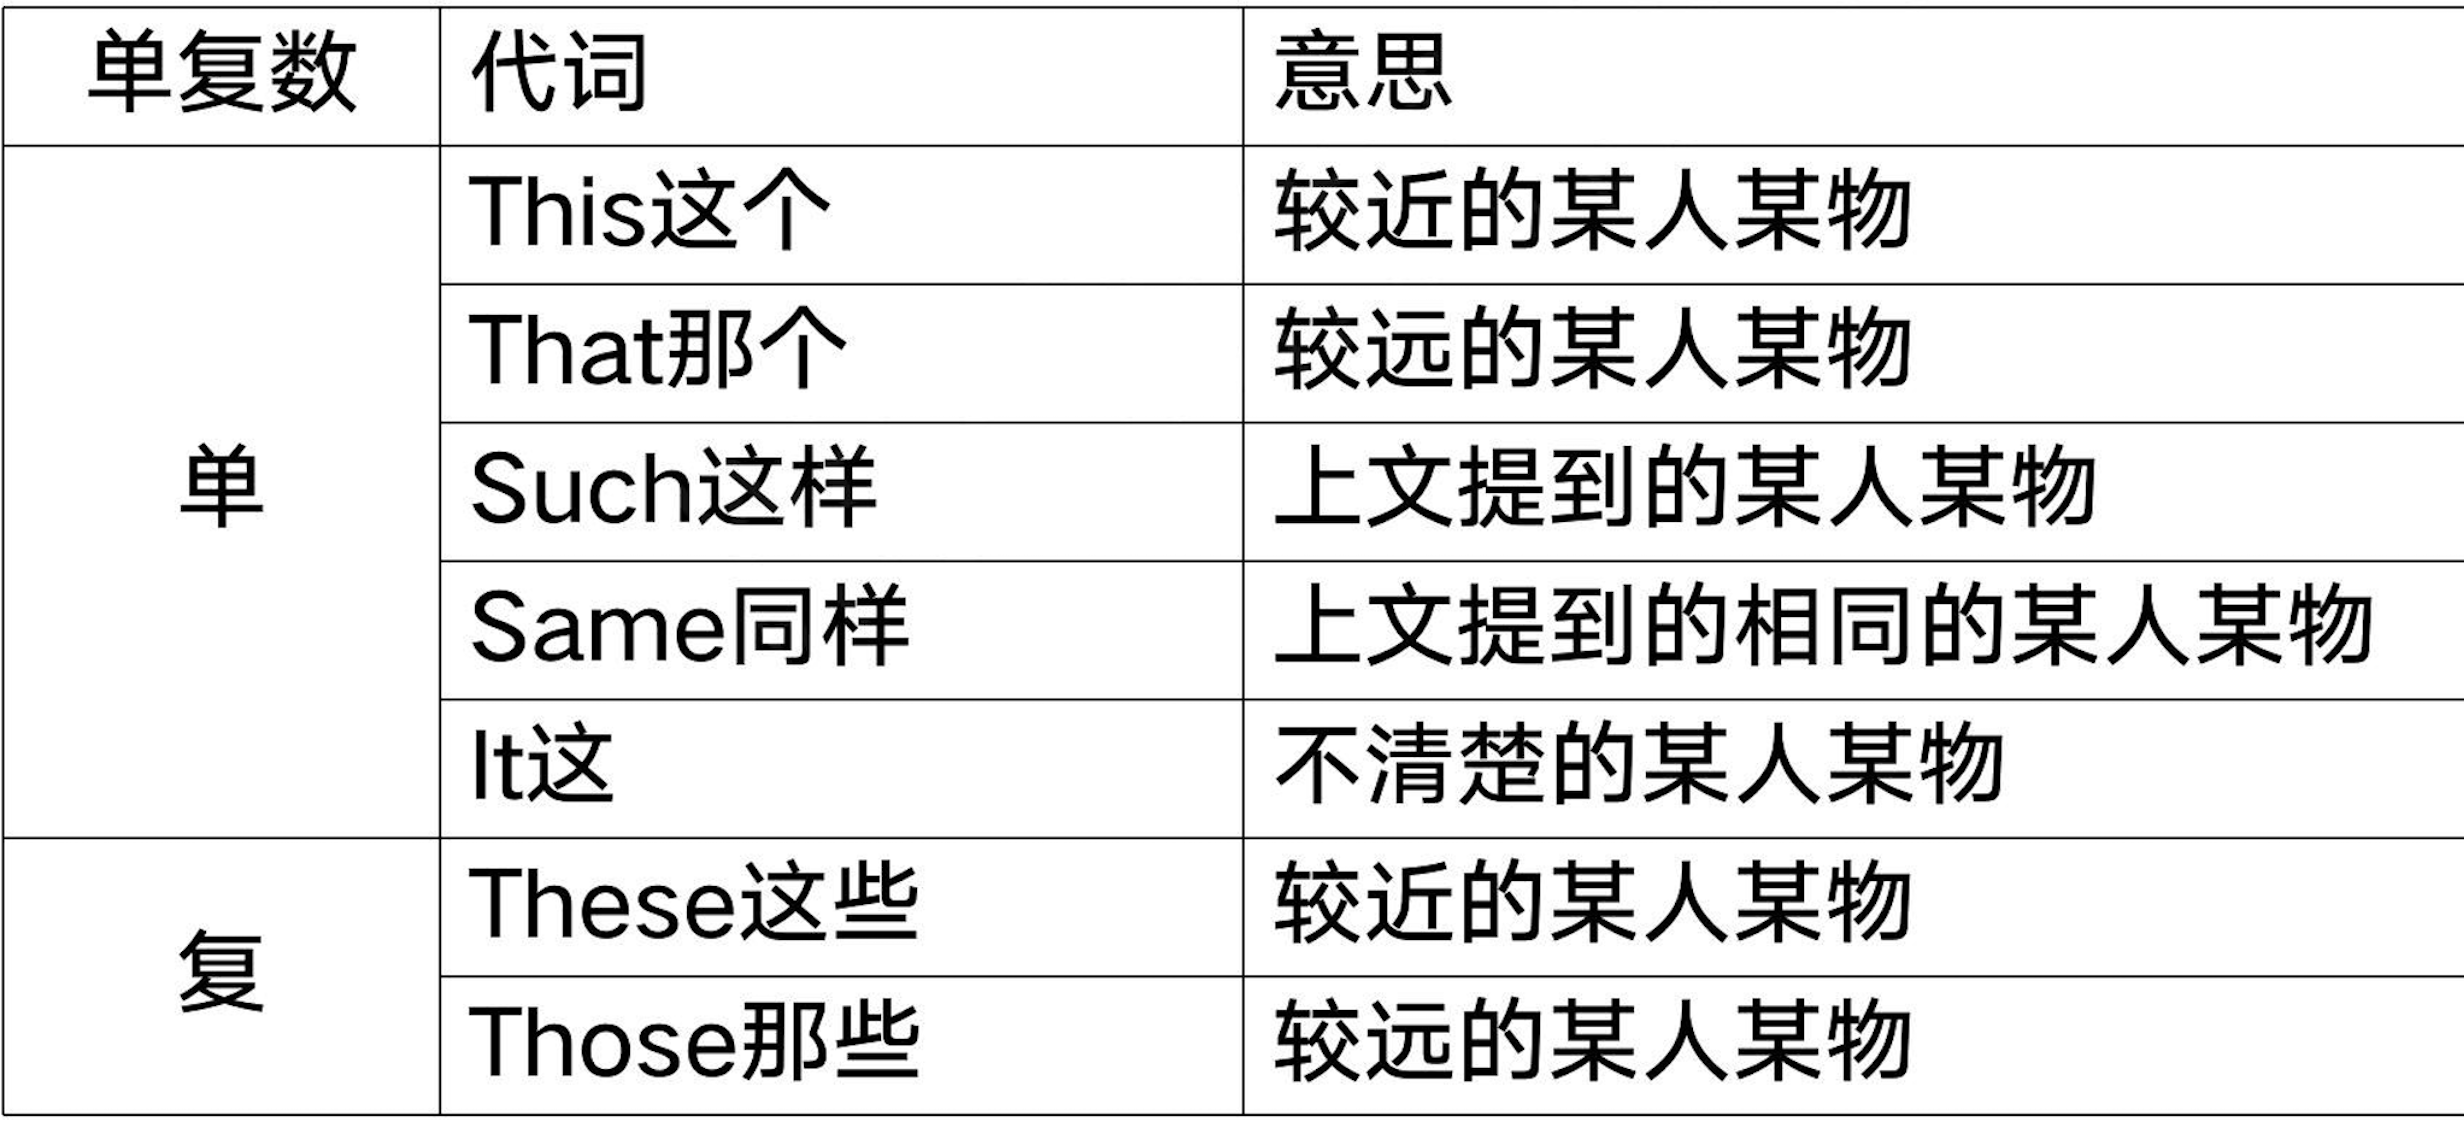 单复数 代词 意思
This这个 较近的某人某物
That那个 较远的某人某物
单 Such这样 上文提到的某人某物
Same同样 上文提到的相同的某人某物
It这 不清楚的某人某物
These这些 较近的某人某物
复
Those那些 较远的某人某物